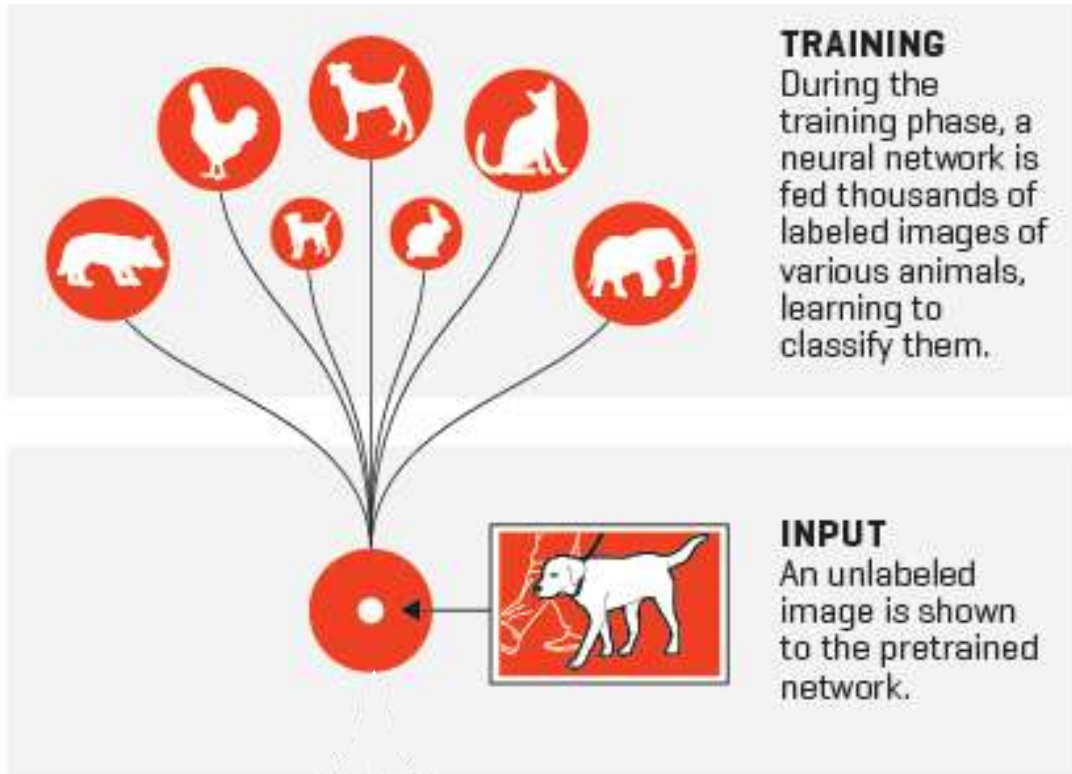 TRAINING
During the
training phase, a
neural network is
fed thousands of
labeled images of
various animals,
learning to
classify them.
INPUT
An unlabeled
image is shown
to the pretrained
network.